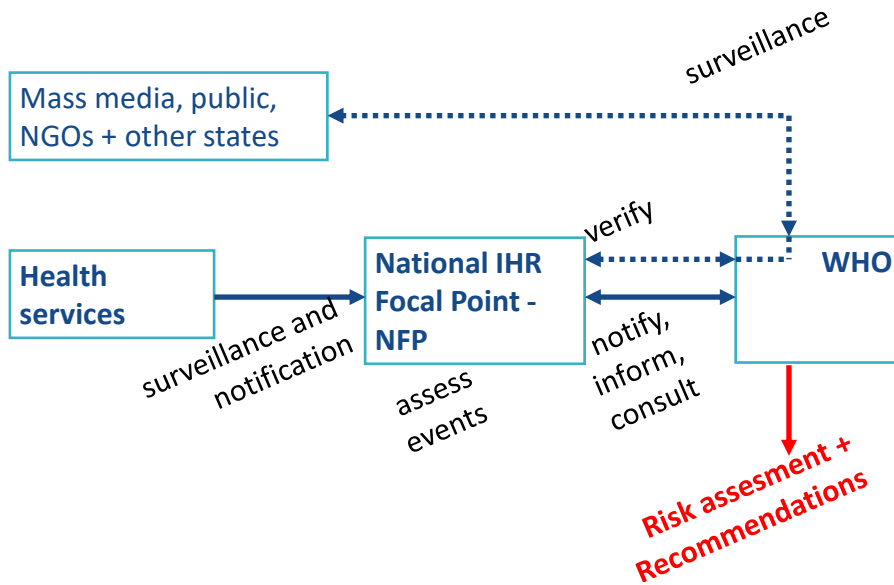 surveillance
Mass media, public,
NGOs + other states
verify
Health
services
National IHR
Focal Point -
NFP
WHO
surveillance and
notification
assess
events
notify,
inform,
consult
Risk assesment +
Recommendations